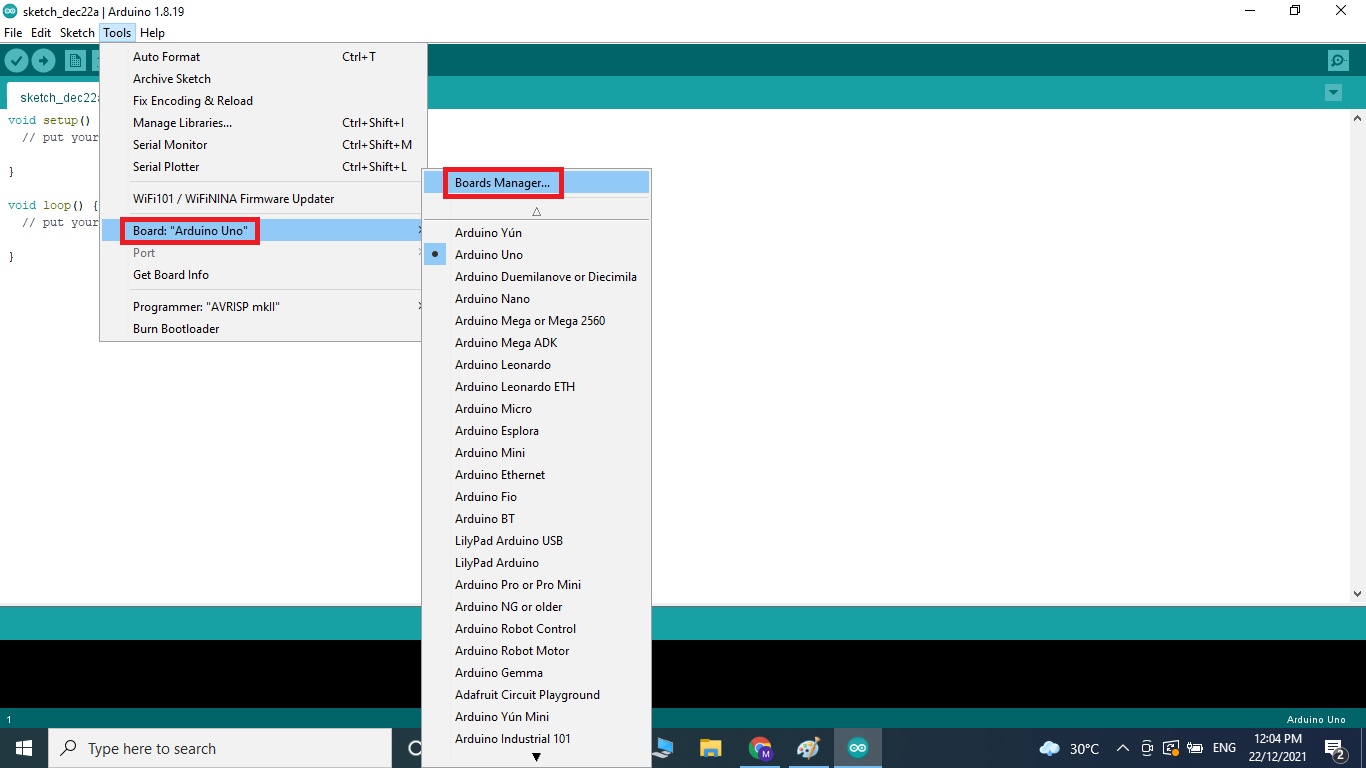 sketch_dec22a | Arduino 1.8.19
File Edit Sketch Tools Help
sketch_dec22a
void setup()
// put your
}
void loop() {
// put your
}
Auto Format Ctrl+T
Archive Sketch
Fix Encoding & Reload
Manage Libraries... Ctrl+Shift+I
Serial Monitor Ctrl+Shift+M
Serial Plotter Ctrl+Shift+L
WiFi101 / WiFiNINA Firmware Updater
Board: "Arduino Uno"
Port
Get Board Info
Programmer: "AVRISP mkII"
Burn Bootloader
Boards Manager...
Arduino Yún
Arduino Uno
Arduino Duemilanove or Diecimila
Arduino Nano
Arduino Mega or Mega 2560
Arduino Mega ADK
Arduino Leonardo
Arduino Leonardo ETH
Arduino Micro
Arduino Esplora
Arduino Mini
Arduino Ethernet
Arduino Fio
Arduino BT
LilyPad Arduino USB
LilyPad Arduino
Arduino Pro or Pro Mini
Arduino NG or older
Arduino Robot Control
Arduino Robot Motor
Arduino Gemma
Adafruit Circuit Playground
Arduino Yún Mini
Arduino Industrial 101
1
Arduino Uno
Type here to search
M
30°C
ENG
12:04 PM
22/12/2021
2